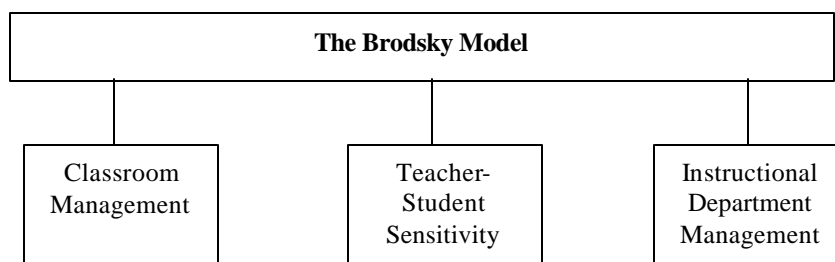 The Brodsky Model
Classroom
Management
Teacher-
Student
Sensitivity
Instructional
Department
Management